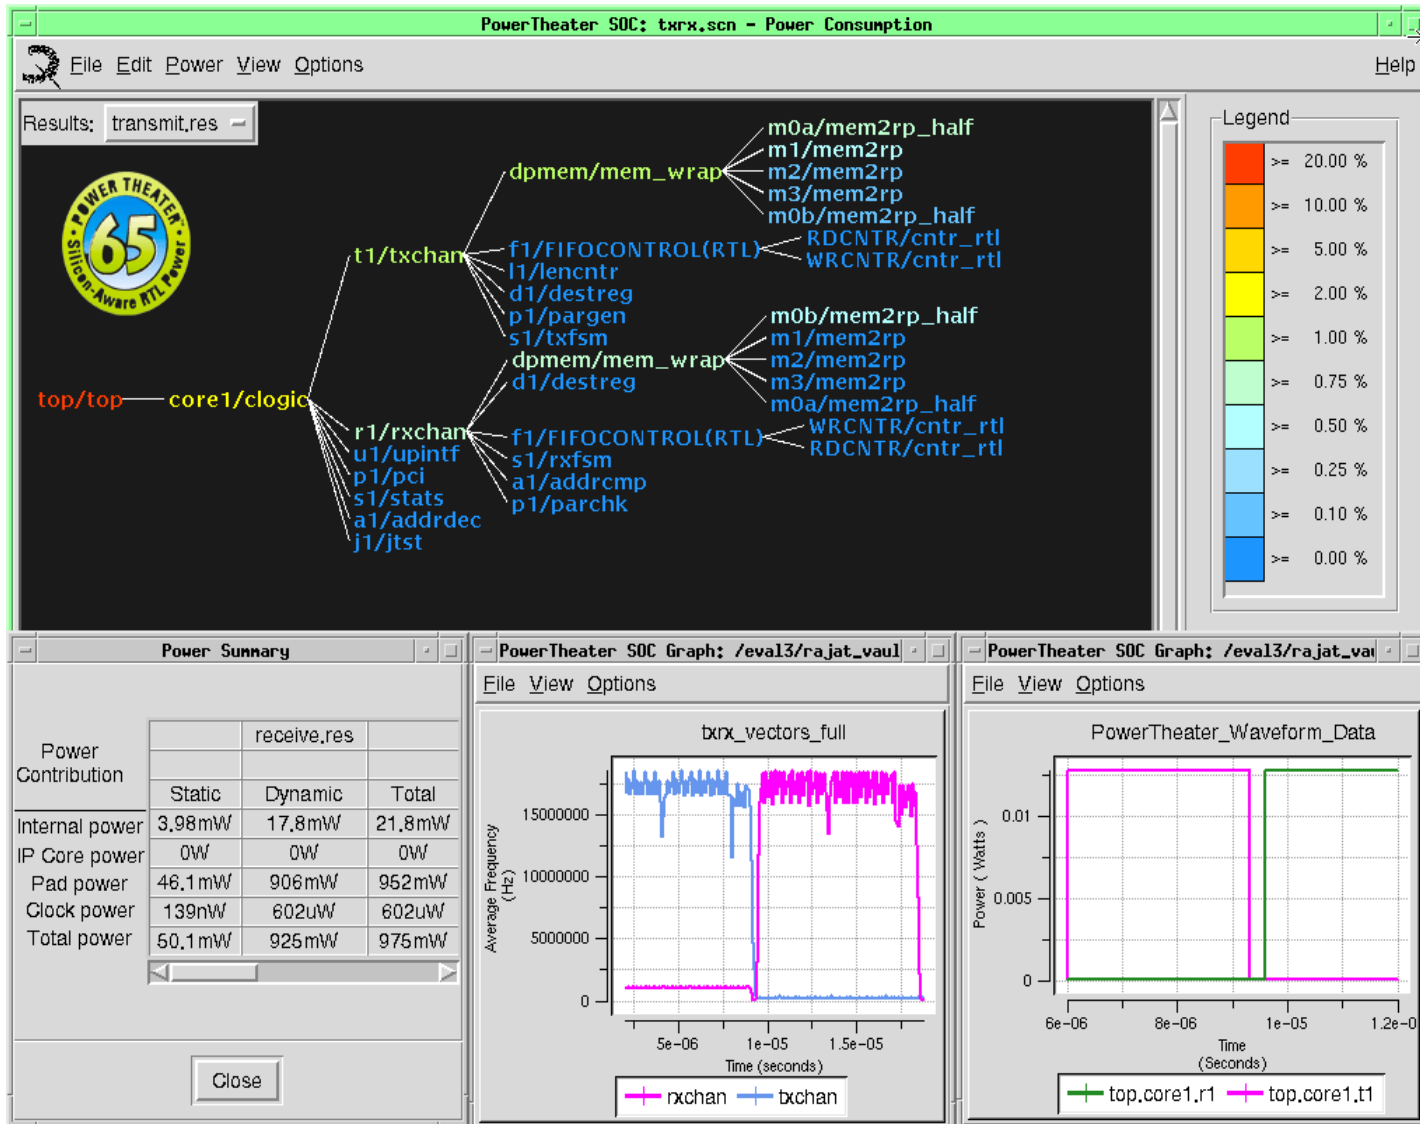 PowerTheater SOC: txrx.scn - Power Consumption
File Edit Power View Options Help
Results: transmit.res
POWER THEATER
65
Silicon-Aware RTL Power
top/top
core1/clogic
t1/txchan
dpmem/mem_wrap
m0a/mem2rp_half
m1/mem2rp
m2/mem2rp
m3/mem2rp
m0b/mem2rp_half
f1/FIFOCONTROL(RTL)
RDCNTR/cntr_rtl
WRCNTR/cntr_rtl
l1/lencntr
d1/destreg
p1/pargen
s1/txfsm
r1/rxchan
dpmem/mem_wrap
m0b/mem2rp_half
m1/mem2rp
m2/mem2rp
m3/mem2rp
m0a/mem2rp_half
d1/destreg
f1/FIFOCONTROL(RTL)
WRCNTR/cntr_rtl
RDCNTR/cntr_rtl
s1/rxfsm
a1/addrcmp
p1/parchk
u1/upintf
p1/pci
s1/stats
a1/addrdec
j1/jtst
Legend
>= 20.00 %
>= 10.00 %
>= 5.00 %
>= 2.00 %
>= 1.00 %
>= 0.75 %
>= 0.50 %
>= 0.25 %
>= 0.10 %
>= 0.00 %
Power Summary
receive.res
Power Contribution
Static Dynamic Total
Internal power 3.98mW 17.8mW 21.8mW
IP Core power 0W 0W 0W
Pad power 46.1mW 906mW 952mW
Clock power 139nW 602uW 602uW
Total power 50.1mW 925mW 975mW
Close
PowerTheater SOC Graph: /eval3/rajat_vaul
File View Options
txrx_vectors_full
Average Frequency
(Hz)
15000000
10000000
5000000
0
5e-06 1e-05 1.5e-05
Time (seconds)
rxchan txchan
PowerTheater SOC Graph: /eval3/rajat_vau
File View Options
PowerTheater_Waveform_Data
Power ( Watts )
0.01
0.005
0
6e-06 8e-06 1e-05 1.2e-0
Time
(Seconds)
top.core1.r1 top.core1.t1